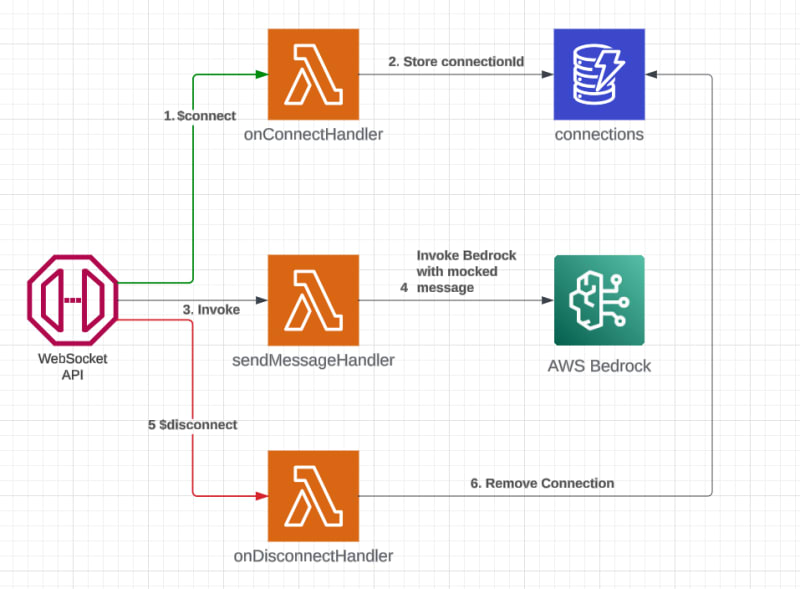 2. Store connectionId
1. $connect
onConnectHandler
connections
Invoke Bedrock
with mocked
4 message
3. Invoke
WebSocket
API
sendMessageHandler
AWS Bedrock
5 $disconnect
6. Remove Connection
onDisconnectHandler